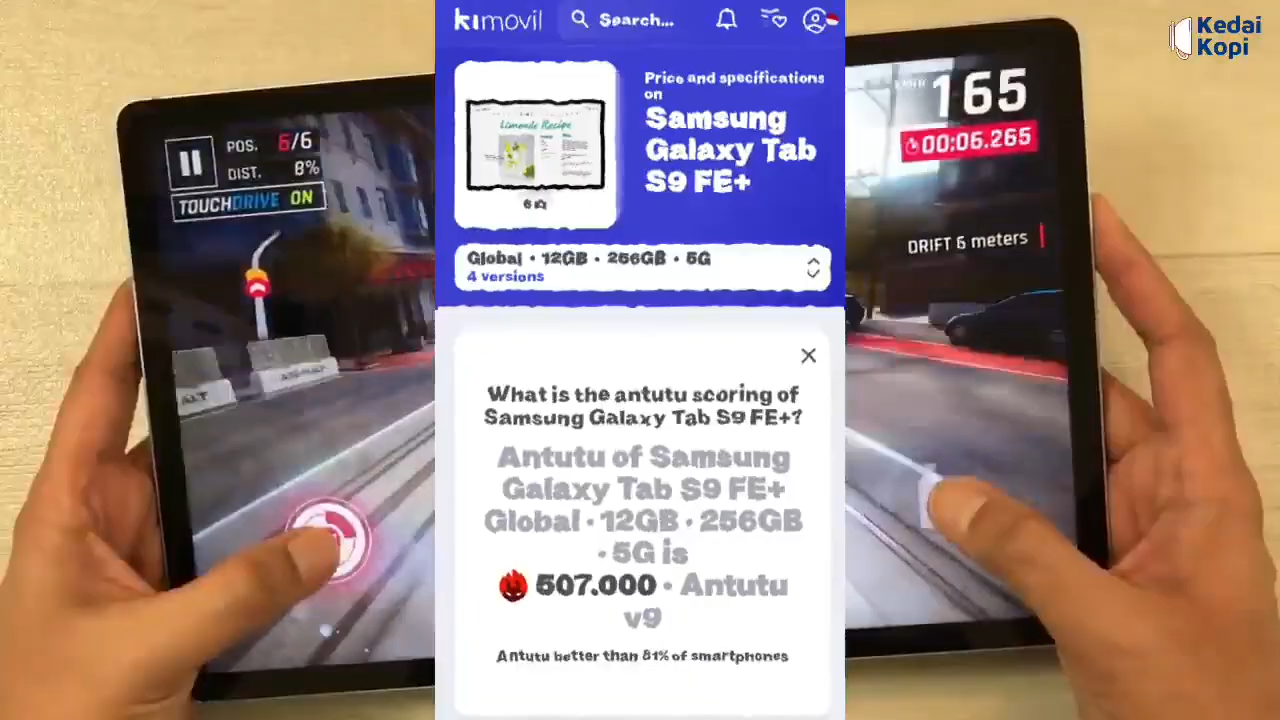 Kedai
Kopi
kimovil
Search...
Price and specifications
on
Samsung
Galaxy Tab
S9 FE+
Limonde Recipe
6
Global · 12GB · 256GB · 5G
4 versions
What is the antutu scoring of
Samsung Galaxy Tab S9 FE+?
Antutu of Samsung
Galaxy Tab S9 FE+
Global · 12GB · 256GB
· 5G is
507.000 · Antutu
v9
Antutu better than 81% of smartphones
POS. 6/6
DIST. 8%
TOUCHDRIVE ON
165
00:06.265
DRIFT 6 meters